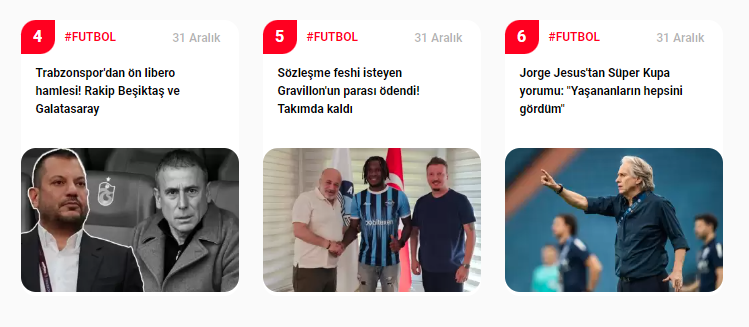 4
#FUTBOL
31 Aralık
Trabzonspor'dan ön libero
hamlesi! Rakip Beşiktaş ve
Galatasaray
5
#FUTBOL
31 Aralık
Sözleşme feshi isteyen
Gravillon'un parası ödendi!
Takımda kaldı
6
#FUTBOL
31 Aralık
Jorge Jesus'tan Süper Kupa
yorumu: "Yaşananların hepsini
gördüm"